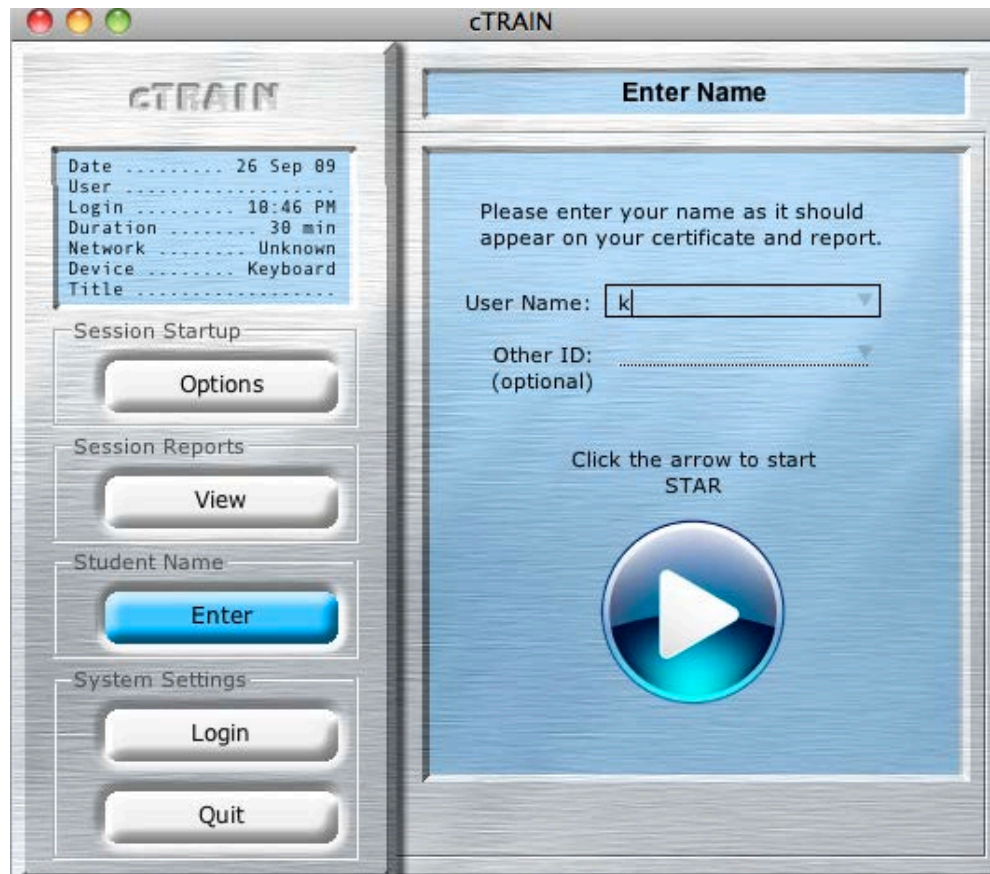 cTRAIN
cTRAIN
Date ......... 26 Sep 09
User ...................
Login ......... 10:46 PM
Duration ........ 30 min
Network ........ Unknown
Device ........ Keyboard
Title ..................
Session Startup
Options
Session Reports
View
Student Name
Enter
System Settings
Login
Quit
Enter Name
Please enter your name as it should
appear on your certificate and report.
User Name: k
Other ID:
(optional)
Click the arrow to start
STAR